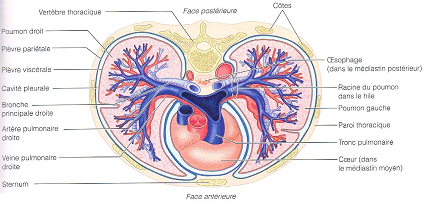 Vertèbre thoracique
Face postérieure
Côtes
Poumon droit
Plèvre pariétale
Plèvre viscérale
Cavité pleurale
Bronche
principale droite
Artère pulmonaire
droite
Veine pulmonaire
droite
Sternum
Œsophage
(dans le médiastin postérieur)
Racine du poumon
dans le hile
Poumon gauche
Paroi thoracique
Tronc pulmonaire
Cœur (dans
le médiastin moyen)
Face antérieure